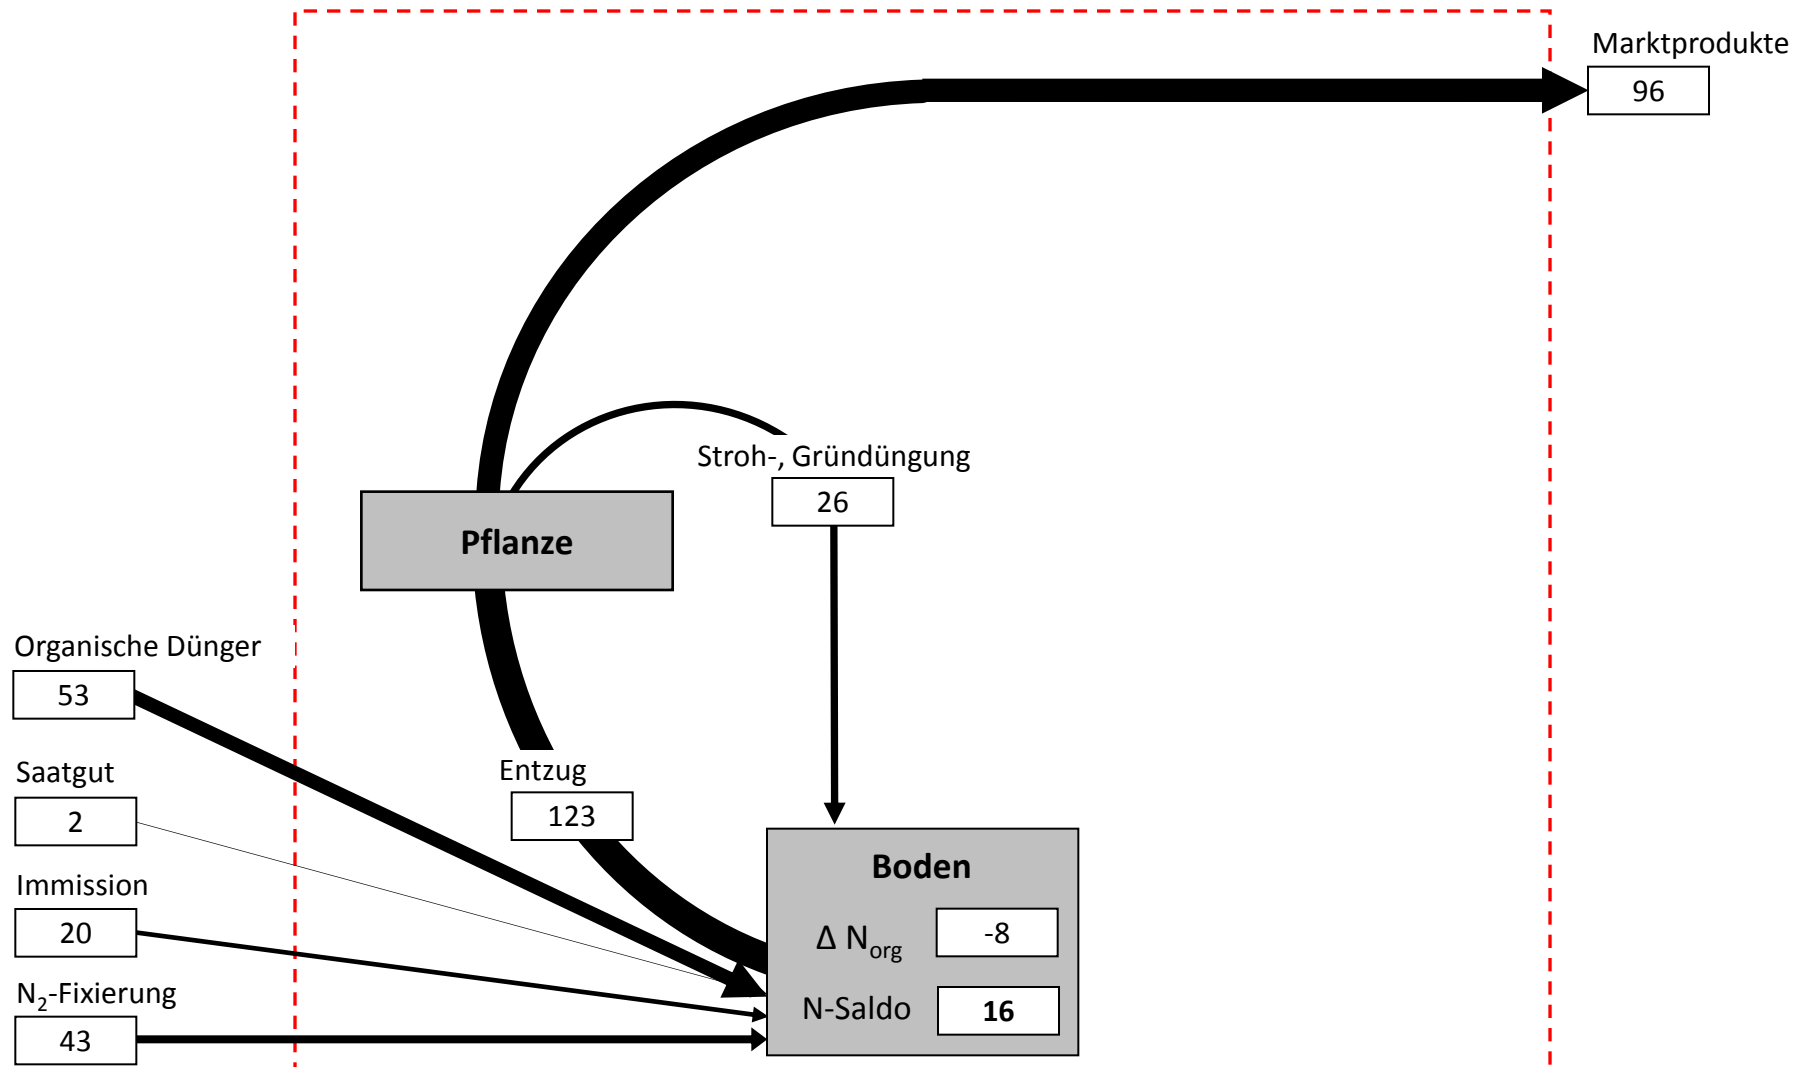 Marktprodukte
96
Stroh-, Gründüngung
26
Pflanze
Organische Dünger
53
Saatgut
2
Entzug
123
Immission
20
N₂-Fixierung
43
Boden
Δ N_org -8
N-Saldo 16